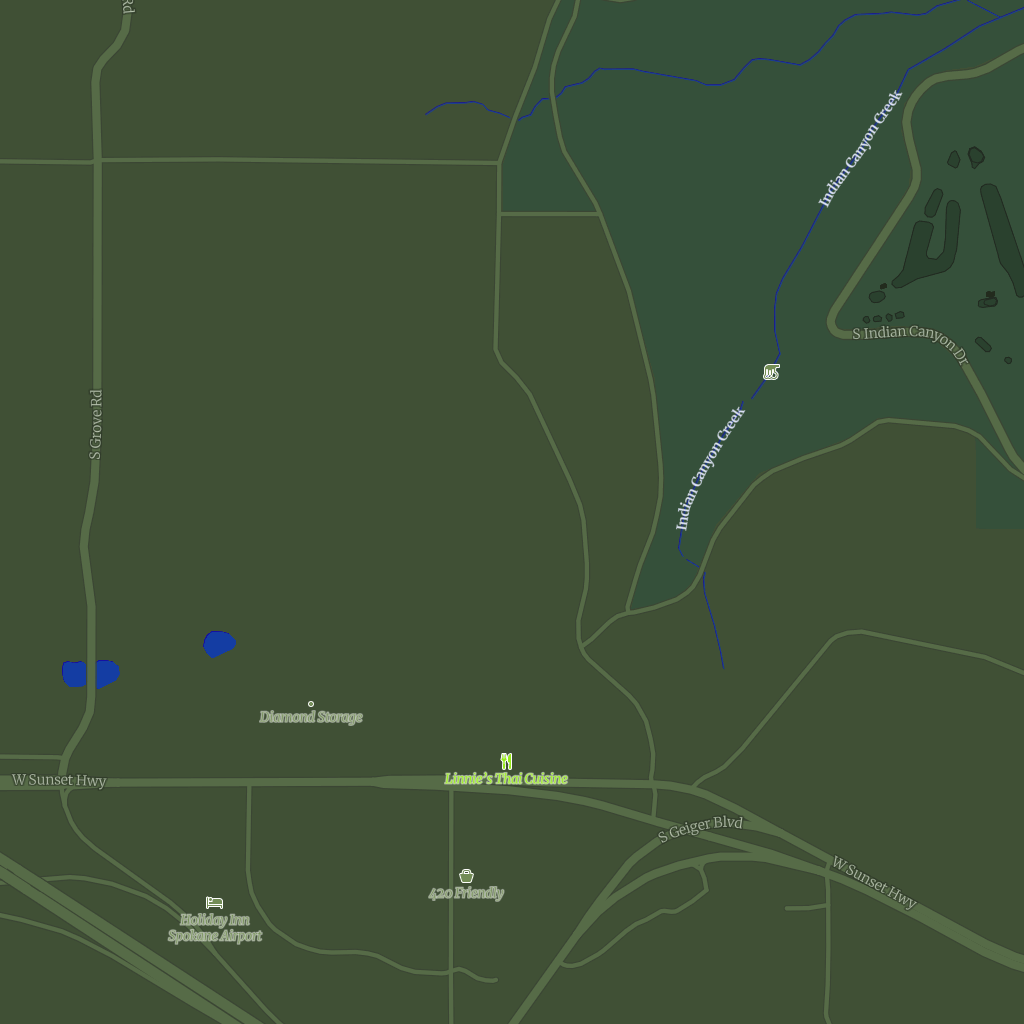 Rd
Indian Canyon Creek
S Indian Canyon Dr
S Grove Rd
Indian Canyon Creek
Diamond Storage
Linnie's Thai Cuisine
W Sunset Hwy
S Geiger Blvd
W Sunset Hwy
420 Friendly
Holiday Inn
Spokane Airport